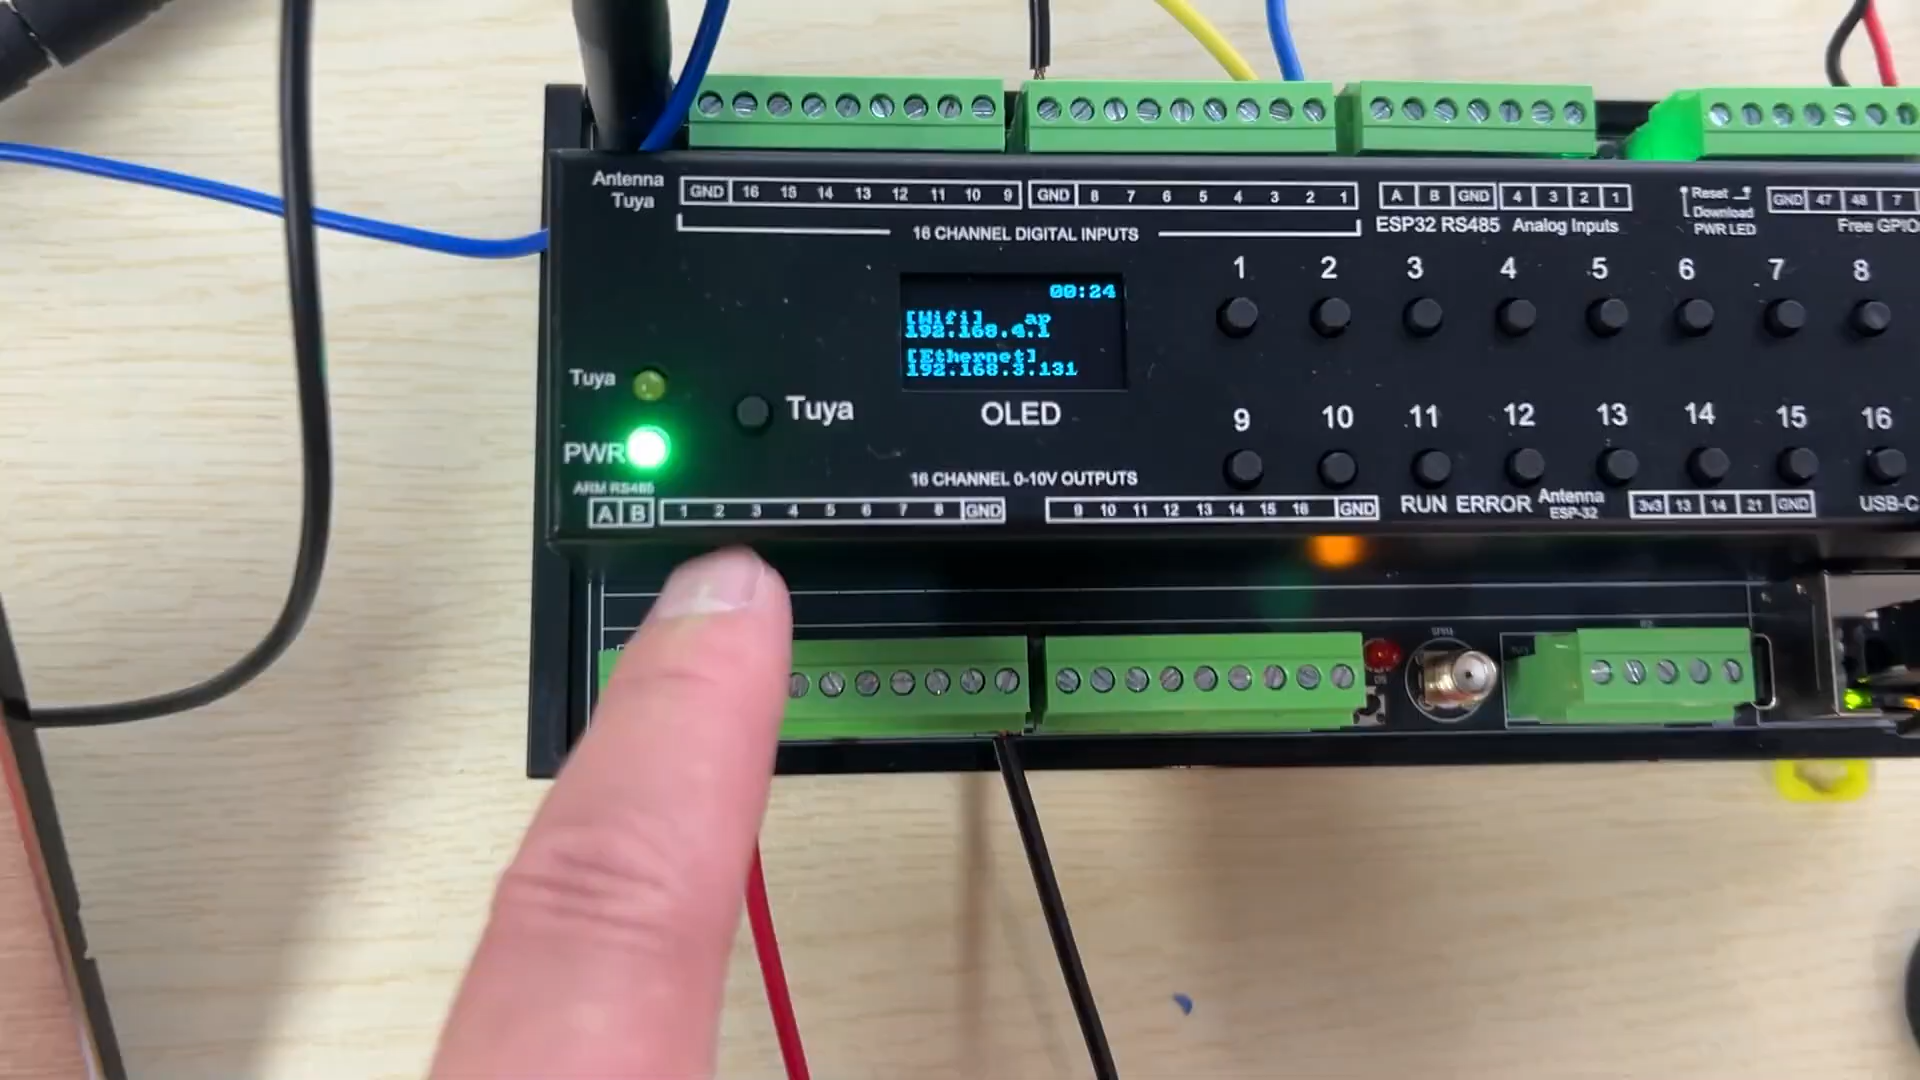 Antenna
Tuya
GND 16 15 14 13 12 11 10 9
GND 8 7 6 5 4 3 2 1
16 CHANNEL DIGITAL INPUTS
A B GND
ESP32 RS485
4 3 2 1
Analog Inputs
Reset
Download
PWR LED
GND 47 48 7
Free GPIO
00:24
[Wifi] ap
192.168.4.1
[Ethernet]
192.168.3.131
OLED
1 2 3 4 5 6 7 8
9 10 11 12 13 14 15 16
Tuya
Tuya
PWR
ARM RS485
A B
16 CHANNEL 0-10V OUTPUTS
1 2 3 4 5 6 7 8 GND
9 10 11 12 13 14 15 16 GND
RUN ERROR
Antenna
ESP-32
3v3 13 14 21 GND
USB-C